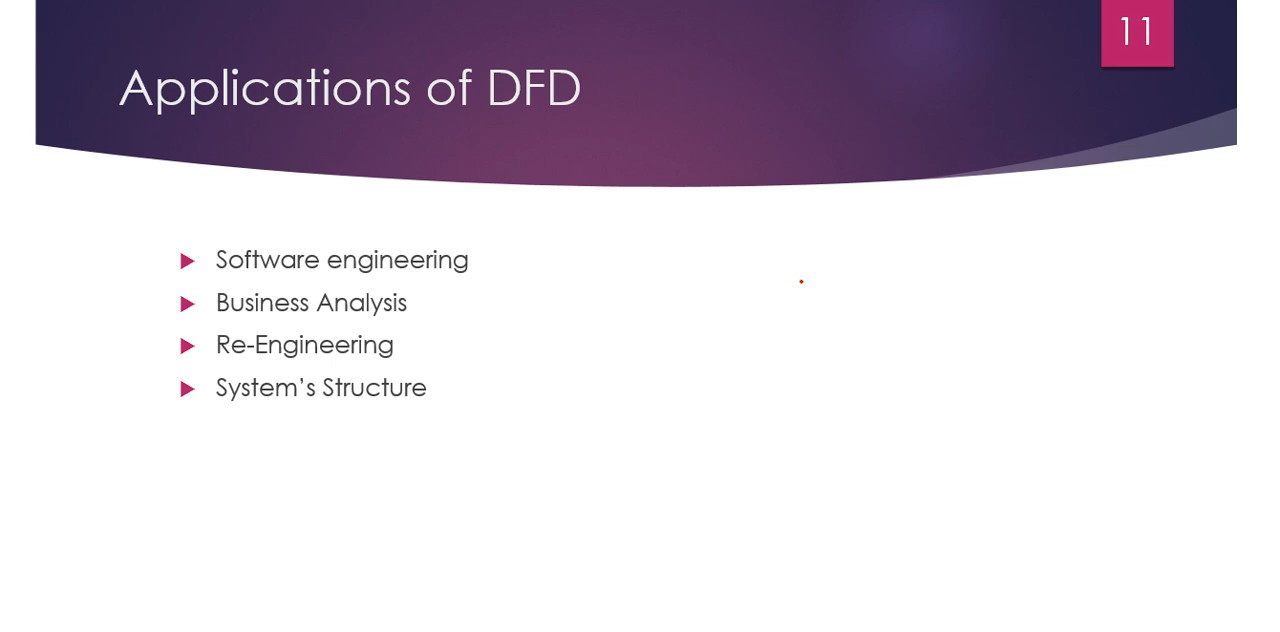 11
Applications of DFD
Software engineering
Business Analysis
Re-Engineering
System’s Structure